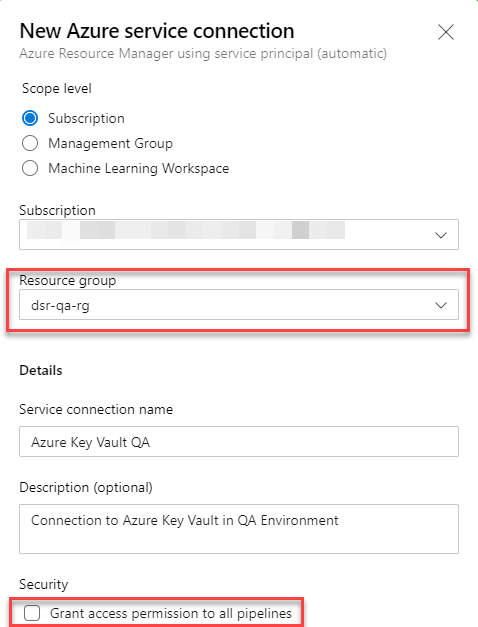 New Azure service connection
Azure Resource Manager using service principal (automatic)
Scope level
Subscription
Management Group
Machine Learning Workspace
Subscription
Resource group
dsr-qa-rg
Details
Service connection name
Azure Key Vault QA
Description (optional)
Connection to Azure Key Vault in QA Environment
Security
Grant access permission to all pipelines